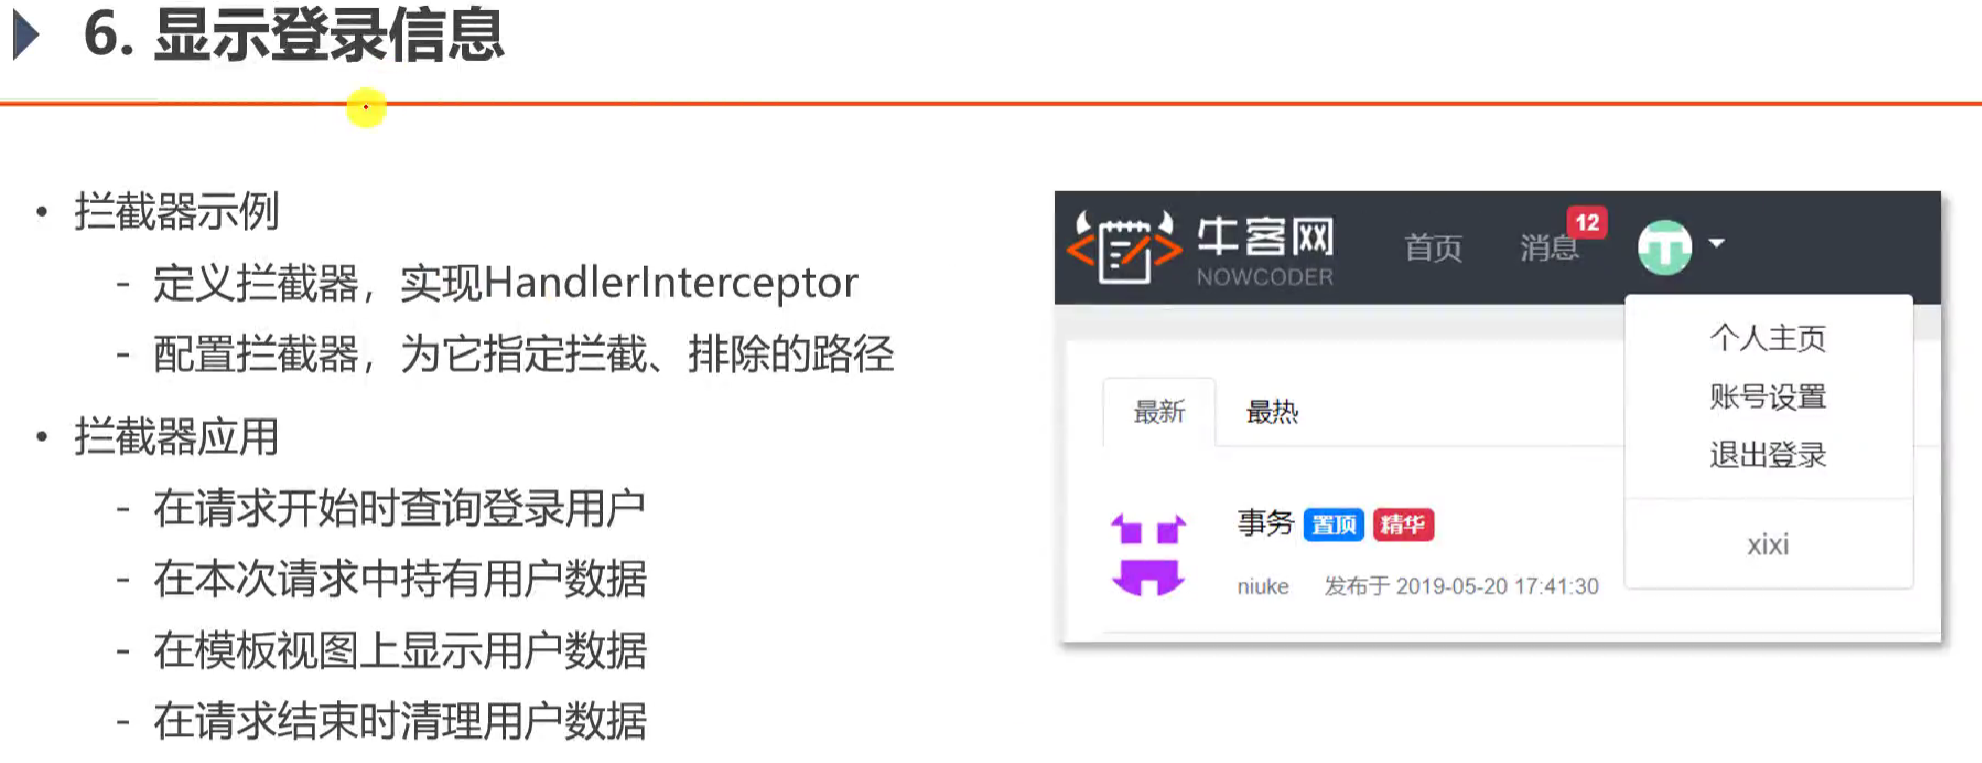 6. 显示登录信息
• 拦截器示例
- 定义拦截器，实现HandlerInterceptor
- 配置拦截器，为它指定拦截、排除的路径
• 拦截器应用
- 在请求开始时查询登录用户
- 在本次请求中持有用户数据
- 在模板视图上显示用户数据
- 在请求结束时清理用户数据
牛客网
NOWCODER
首页
消息
12
个人主页
账号设置
退出登录
xixi
最新
最热
事务 置顶 精华
niuke 发布于 2019-05-20 17:41:30